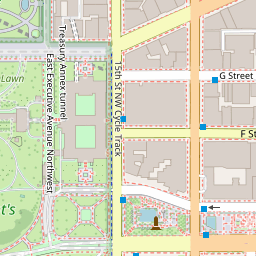 Treasury Annex tunnel
East Executive Avenue Northwest
15th St NW Cycle Track
Lawn
G Street
F St
t's